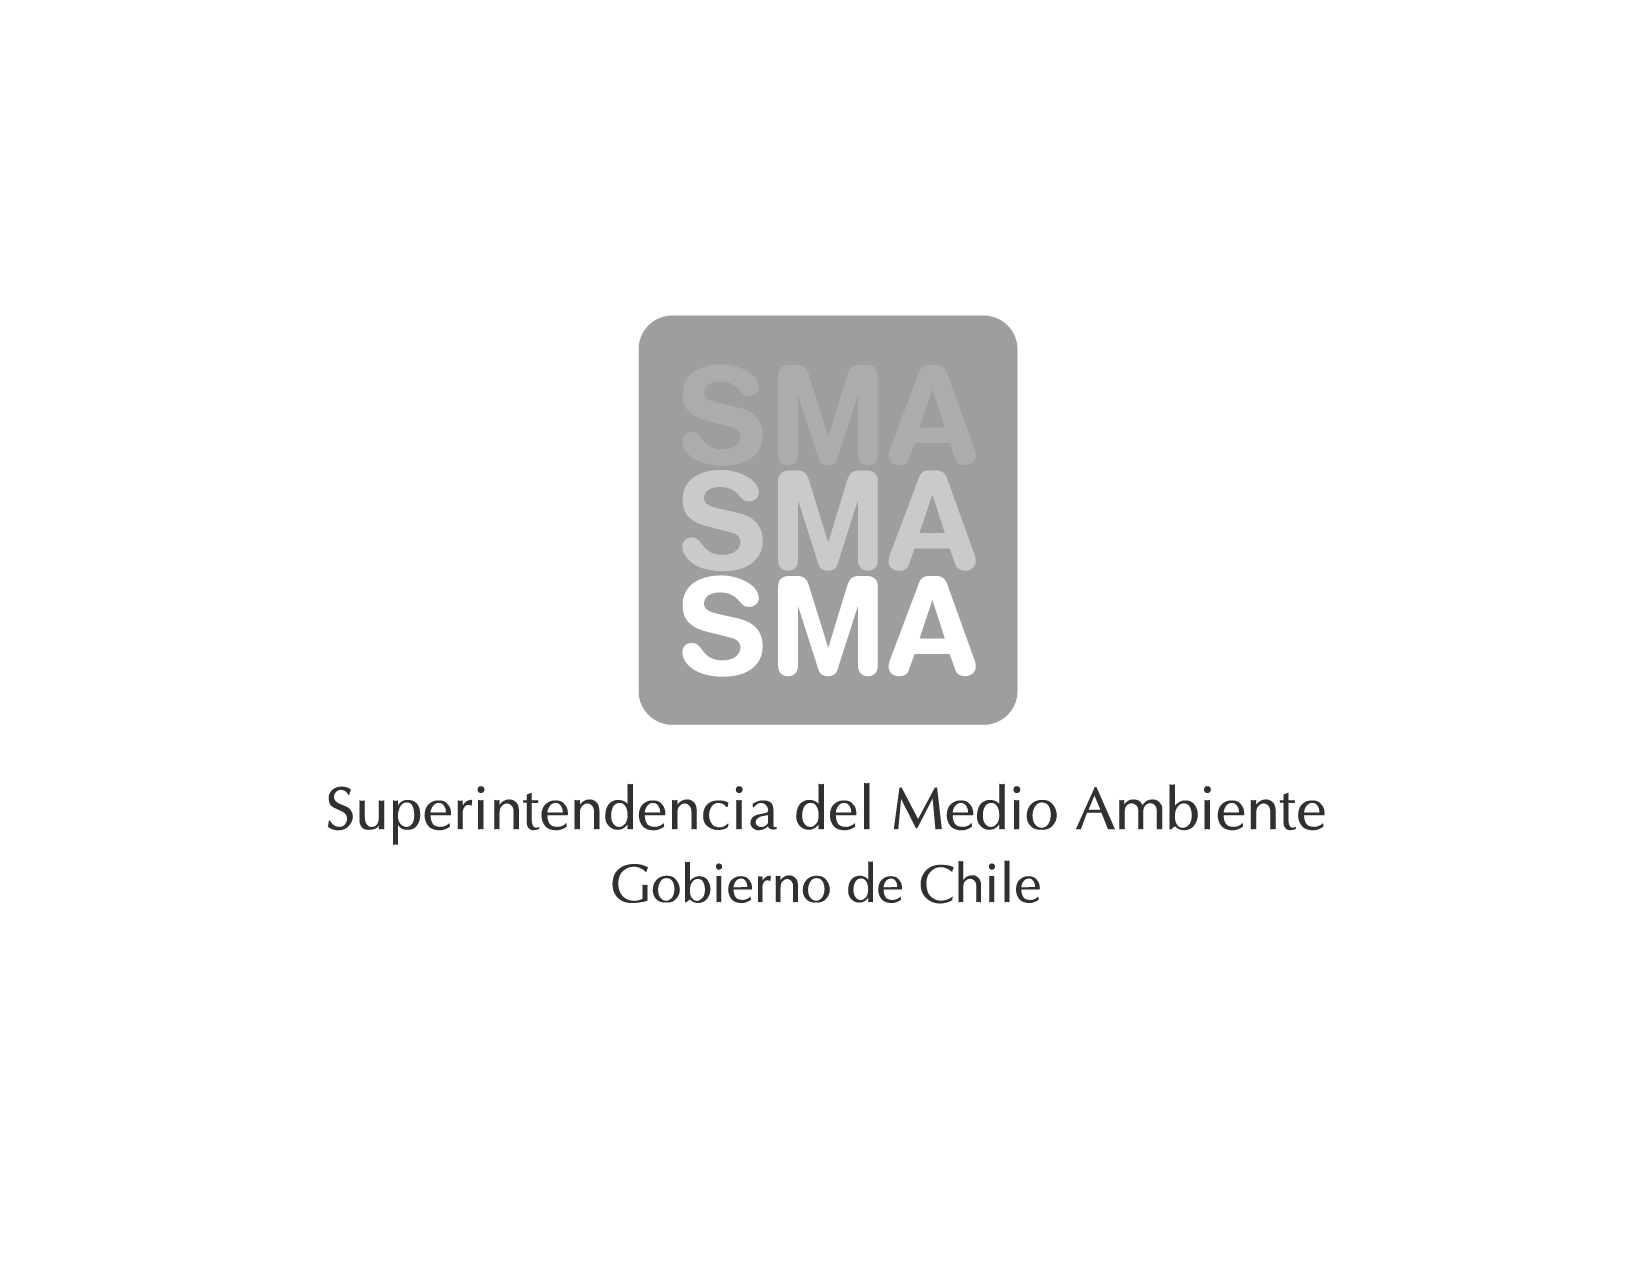 SMA
SMA
SMA
Superintendencia del Medio Ambiente
Gobierno de Chile